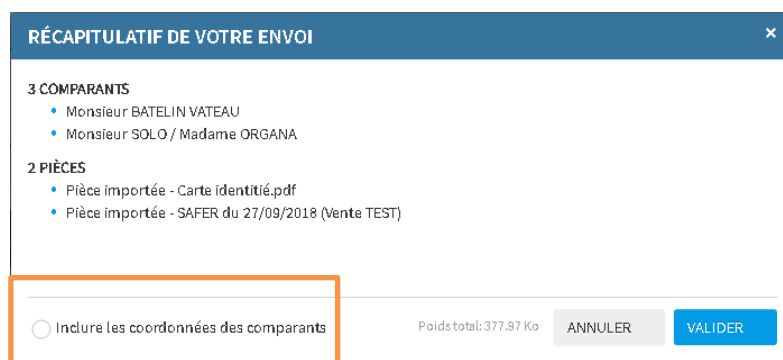 RÉCAPITULATIF DE VOTRE ENVOI ×
3 COMPARANTS
• Monsieur BATELIN VATEAU
• Monsieur SOLO / Madame ORGANA
2 PIÈCES
• Pièce importée - Carte identitié.pdf
• Pièce importée - SAFER du 27/09/2018 (Vente TEST)
Inclure les coordonnées des comparants Poids total: 377.97 Ko ANNULER VALIDER